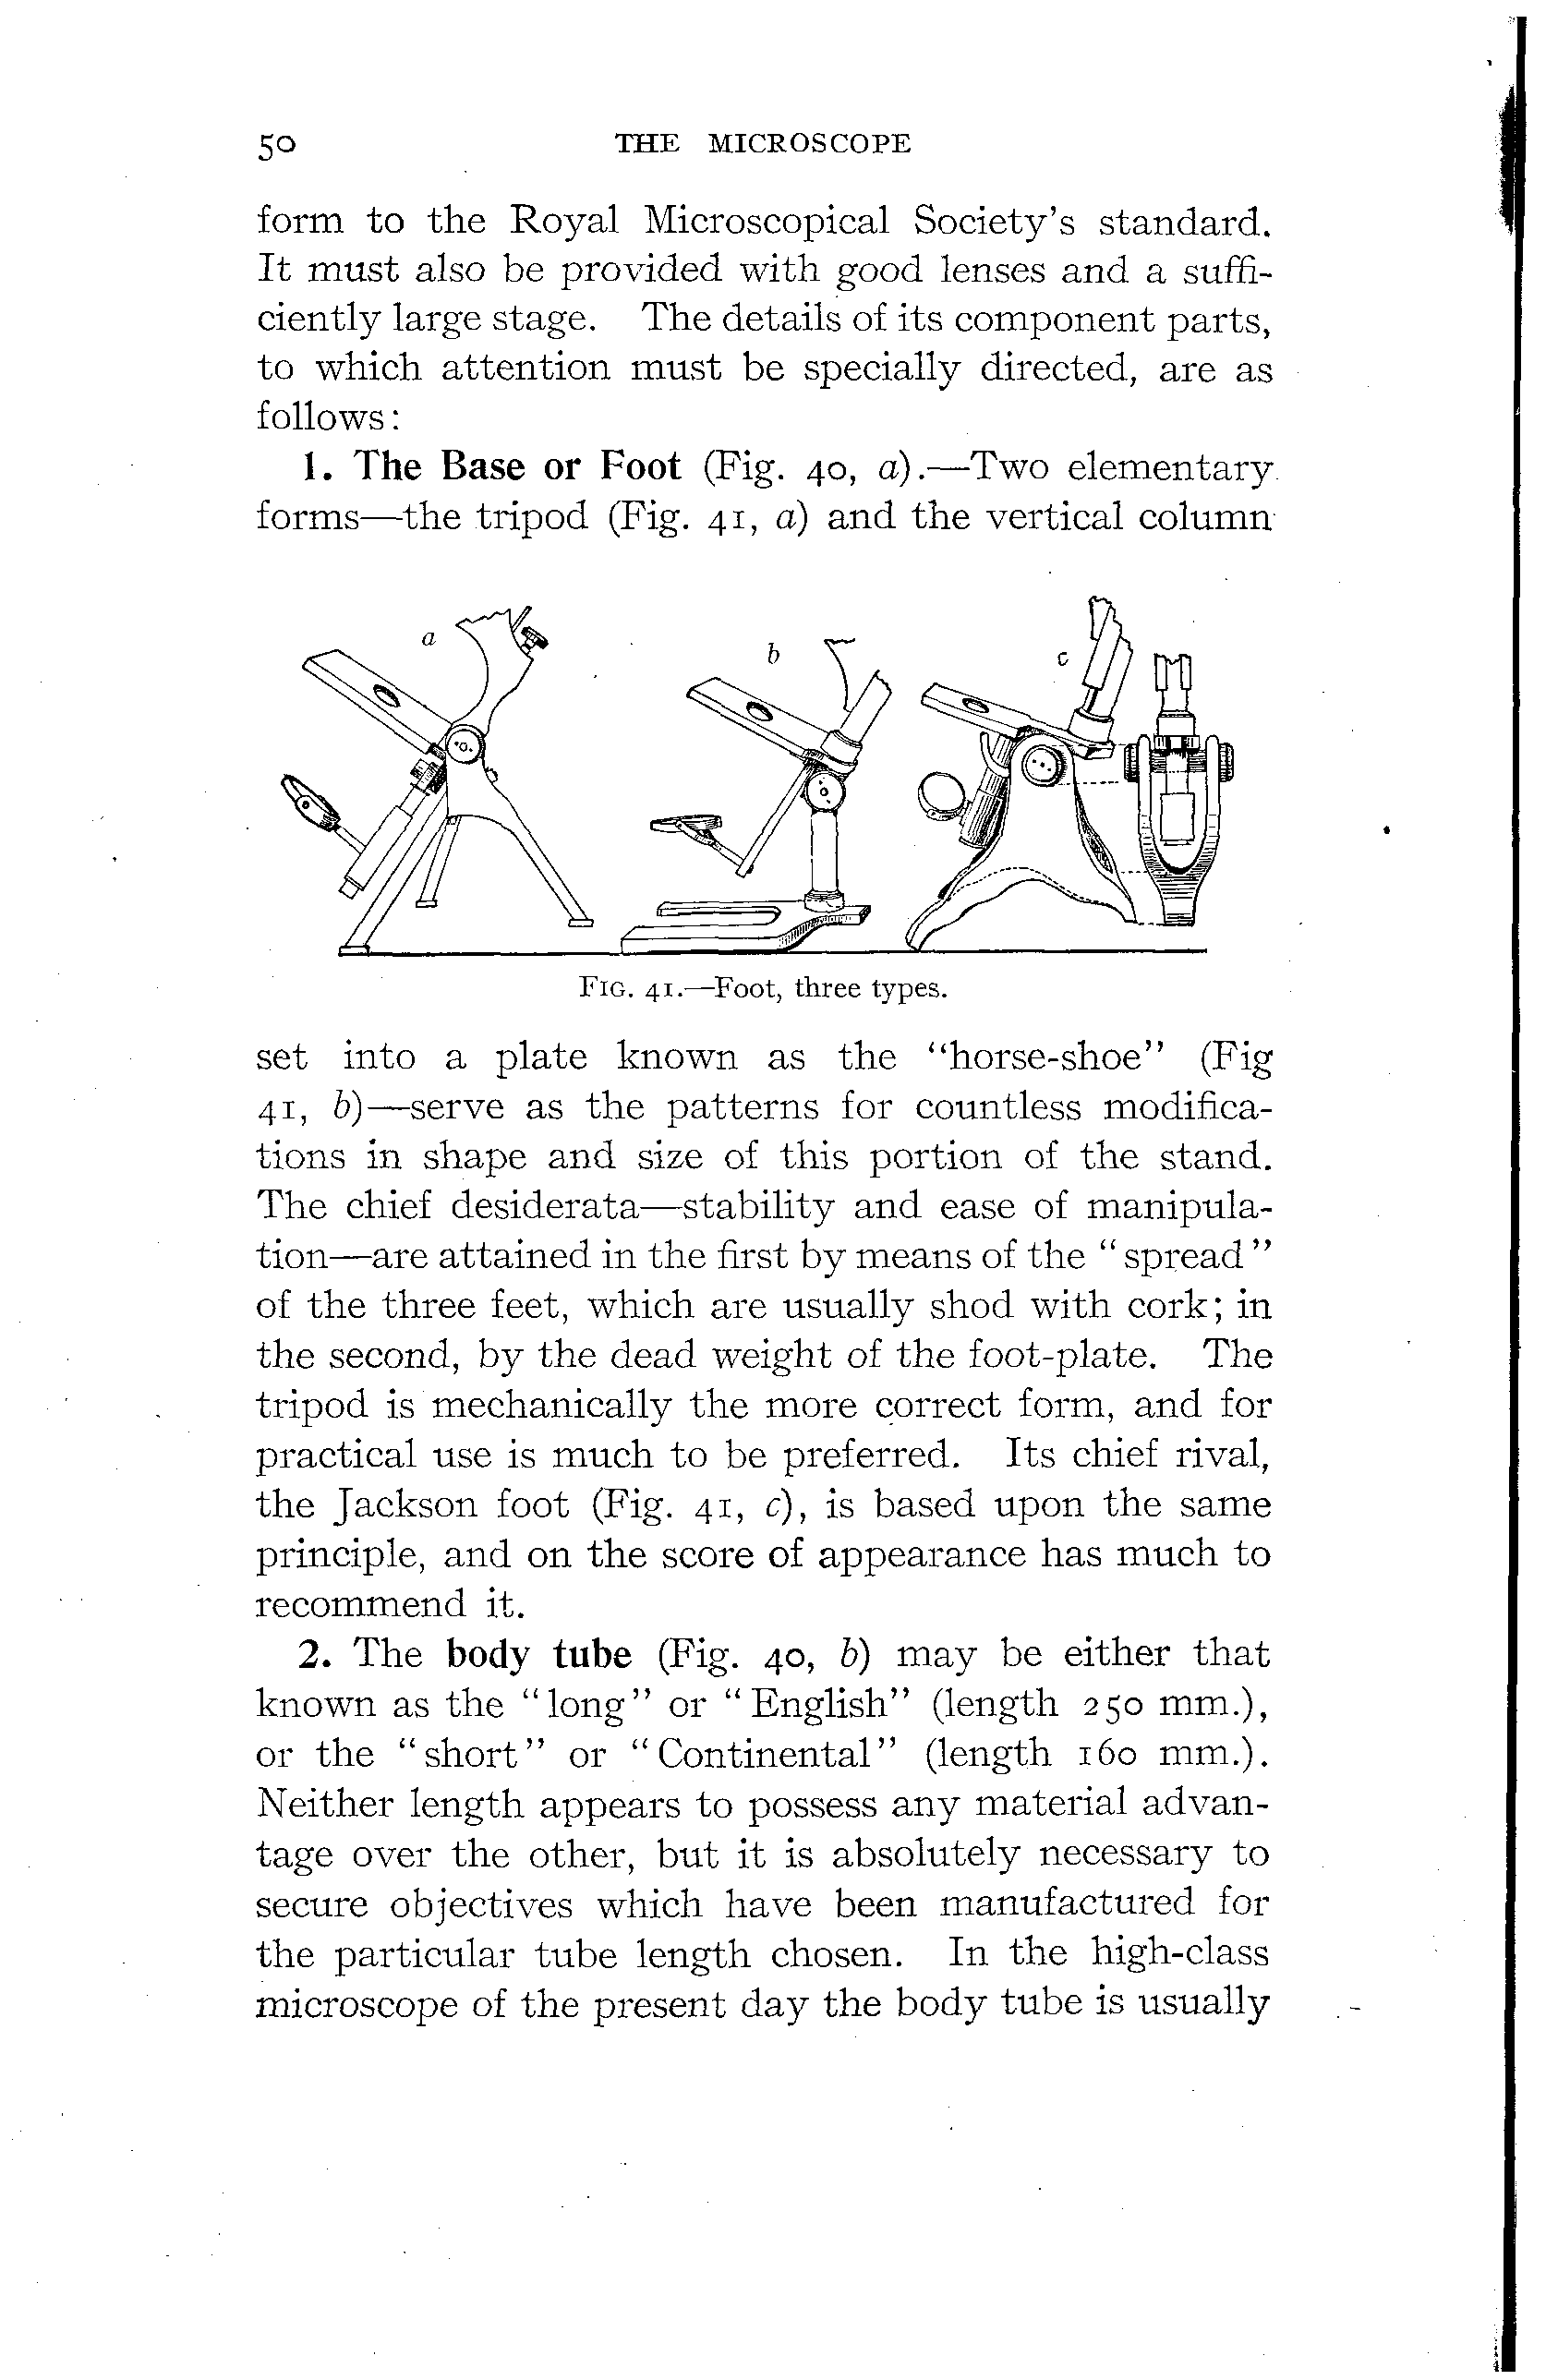 50 THE MICROSCOPE
form to the Royal Microscopical Society's standard.
It must also be provided with good lenses and a suffi-
ciently large stage. The details of its component parts,
to which attention must be specially directed, are as
follows:
1. The Base or Foot (Fig. 40, a).—Two elementary
forms—the tripod (Fig. 41, a) and the vertical column
a
b
c
FIG. 41.—Foot, three types.
set into a plate known as the "horse-shoe" (Fig
41, b)—serve as the patterns for countless modifica-
tions in shape and size of this portion of the stand.
The chief desiderata—stability and ease of manipula-
tion—are attained in the first by means of the "spread"
of the three feet, which are usually shod with cork; in
the second, by the dead weight of the foot-plate. The
tripod is mechanically the more correct form, and for
practical use is much to be preferred. Its chief rival,
the Jackson foot (Fig. 41, c), is based upon the same
principle, and on the score of appearance has much to
recommend it.
2. The body tube (Fig. 40, b) may be either that
known as the "long" or "English" (length 250 mm.),
or the "short" or "Continental" (length 160 mm.).
Neither length appears to possess any material advan-
tage over the other, but it is absolutely necessary to
secure objectives which have been manufactured for
the particular tube length chosen. In the high-class
microscope of the present day the body tube is usually